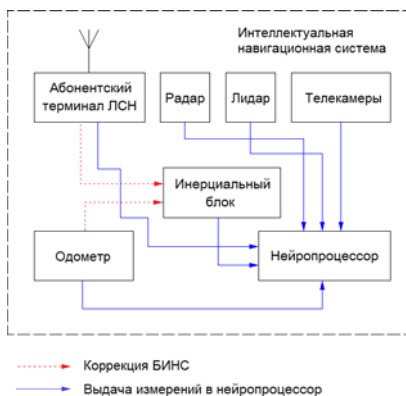 Интеллектуальная
навигационная система
Абонентский
терминал ЛСН
Радар
Лидар
Телекамеры
Инерциальный
блок
Одометр
Нейропроцессор
Коррекция БИНС
Выдача измерений в нейропроцессор